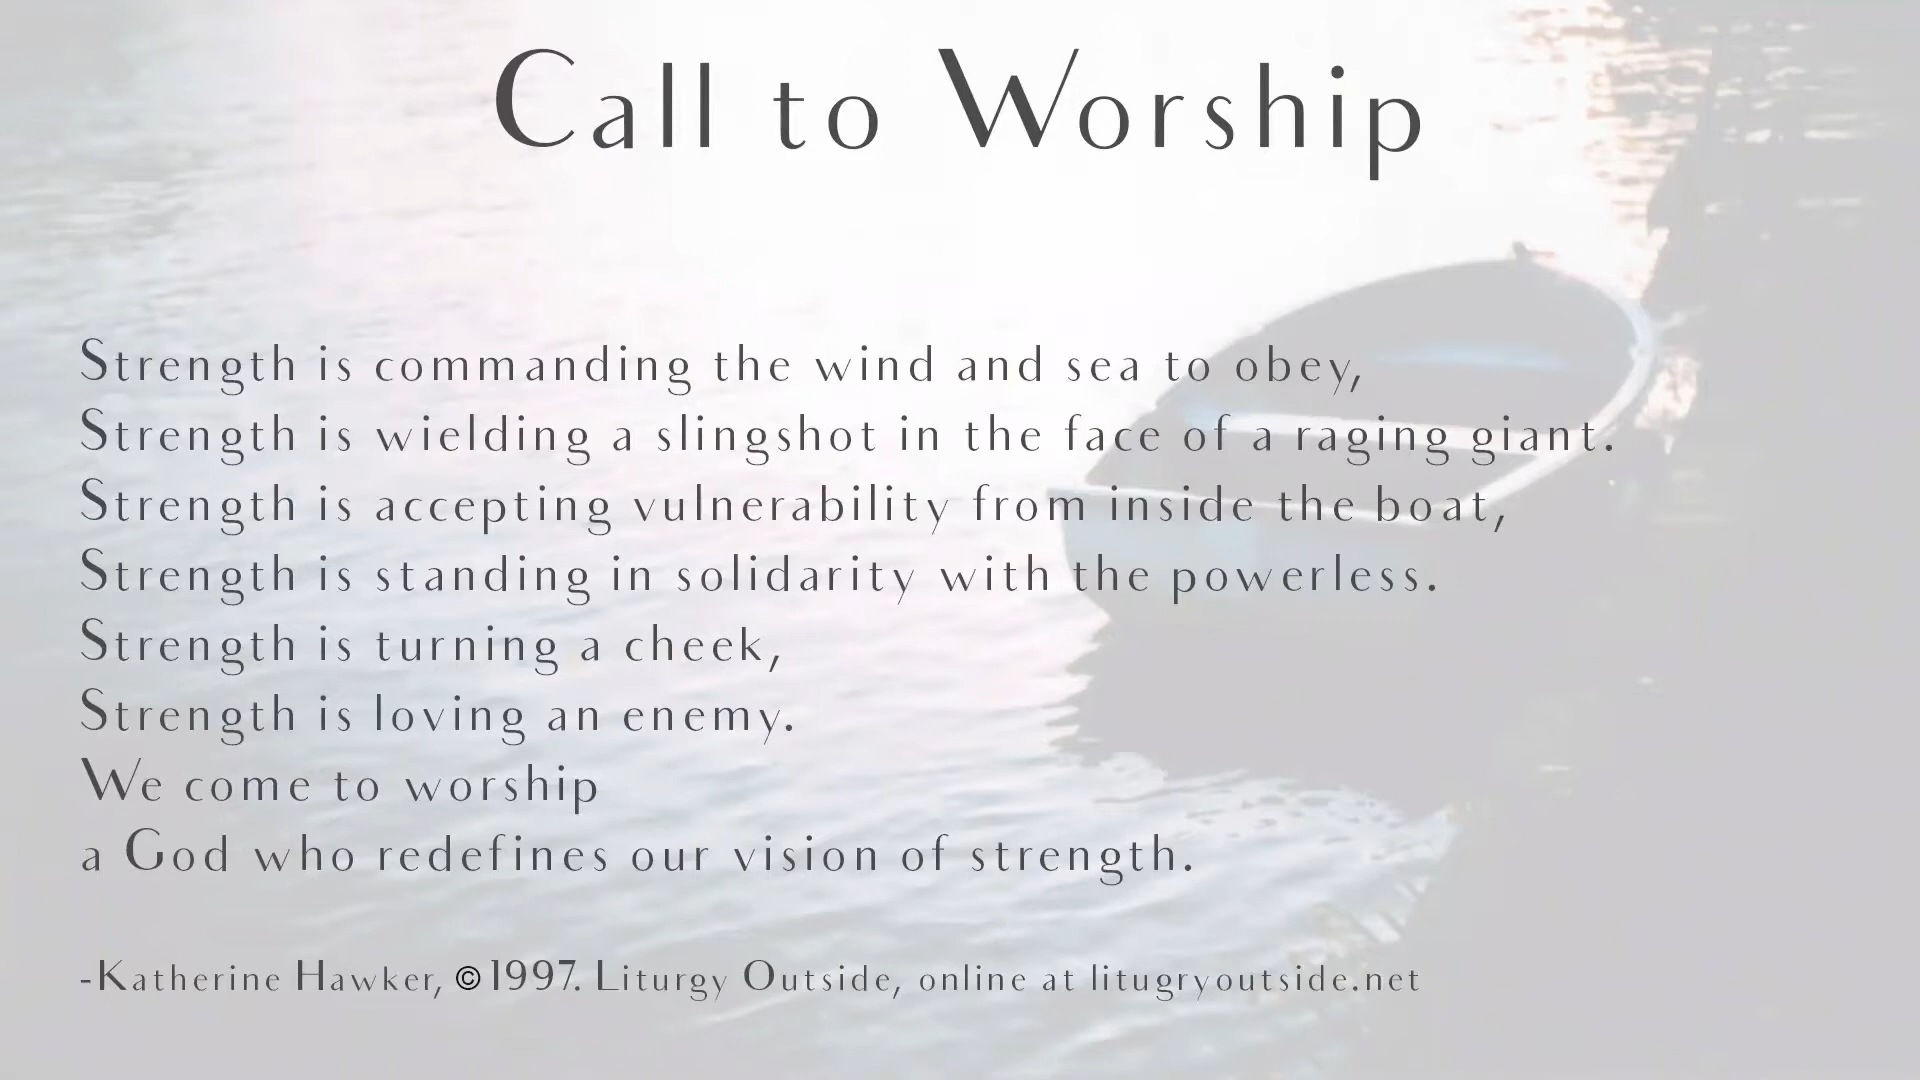 Call to Worship
Strength is commanding the wind and sea to obey,
Strength is wielding a slingshot in the face of a raging giant.
Strength is accepting vulnerability from inside the boat,
Strength is standing in solidarity with the powerless.
Strength is turning a cheek,
Strength is loving an enemy.
We come to worship
a God who redefines our vision of strength.
-Katherine Hawker, ©1997. Liturgy Outside, online at litugryoutside.net